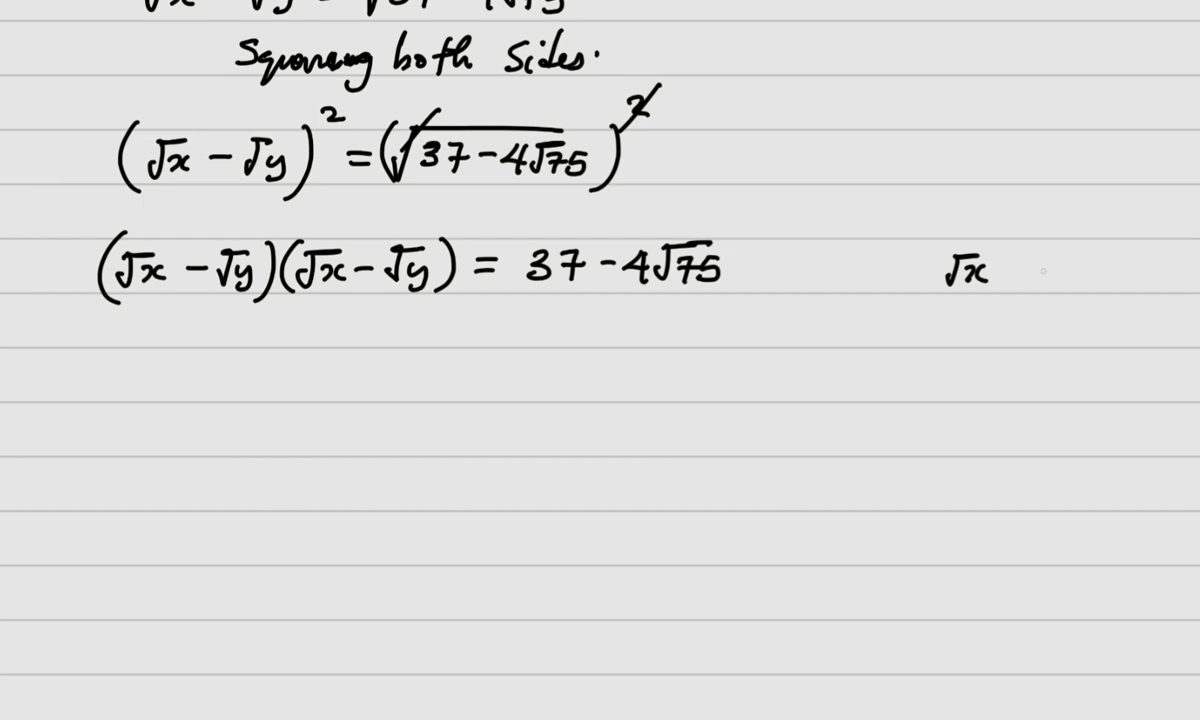 Squaring both sides.
(√x - √y)² = (√(37-4√75))²
(√x - √y)(√x - √y) = 37 - 4√75 √x